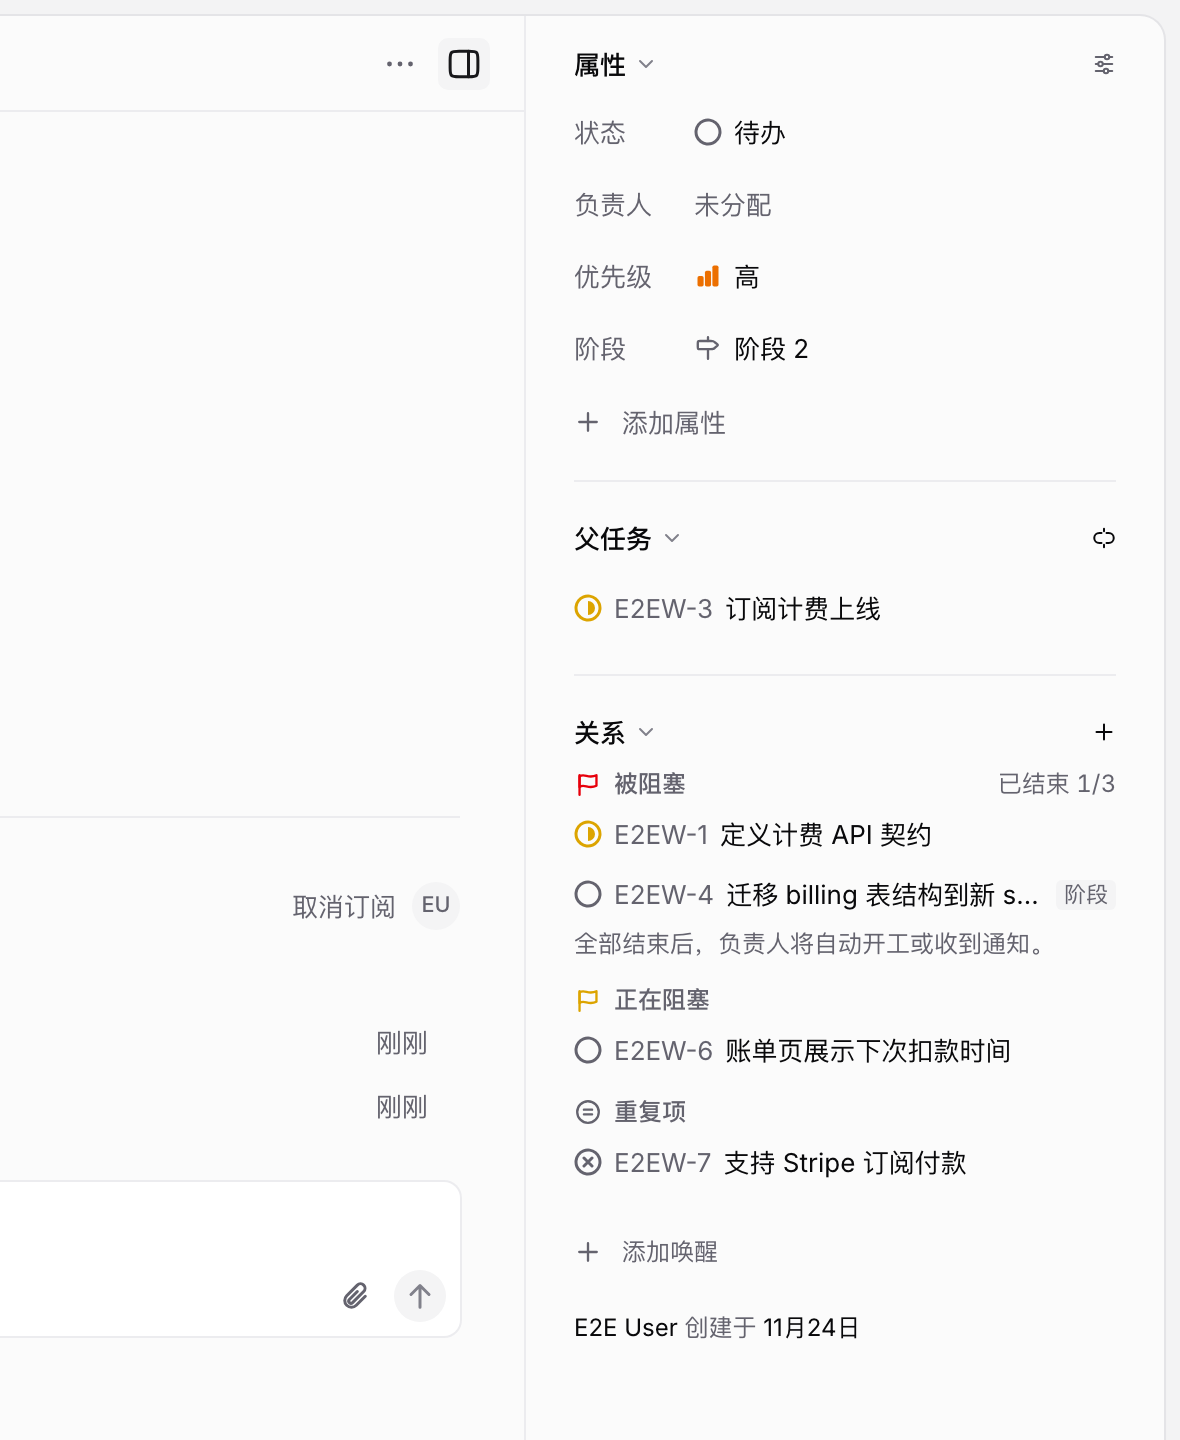 属性
状态 待办
负责人 未分配
优先级 高
阶段 阶段 2
添加属性
父任务
E2EW-3 订阅计费上线
关系
被阻塞 已结束 1/3
E2EW-1 定义计费 API 契约
E2EW-4 迁移 billing 表结构到新 s... 阶段
全部结束后，负责人将自动开工或收到通知。
正在阻塞
E2EW-6 账单页展示下次扣款时间
重复项
E2EW-7 支持 Stripe 订阅付款
添加唤醒
E2E User 创建于 11月24日
取消订阅 EU
刚刚
刚刚